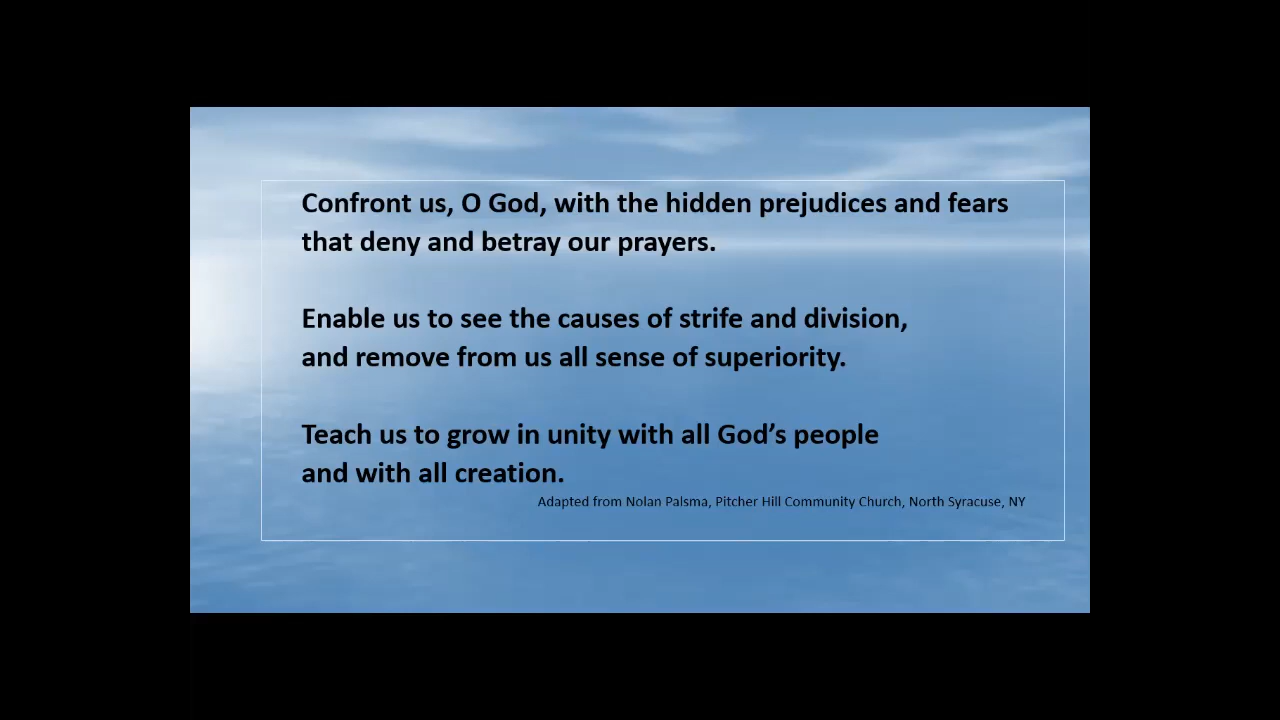 Confront us, O God, with the hidden prejudices and fears
that deny and betray our prayers.
Enable us to see the causes of strife and division,
and remove from us all sense of superiority.
Teach us to grow in unity with all God’s people
and with all creation.
Adapted from Nolan Palsma, Pitcher Hill Community Church, North Syracuse, NY